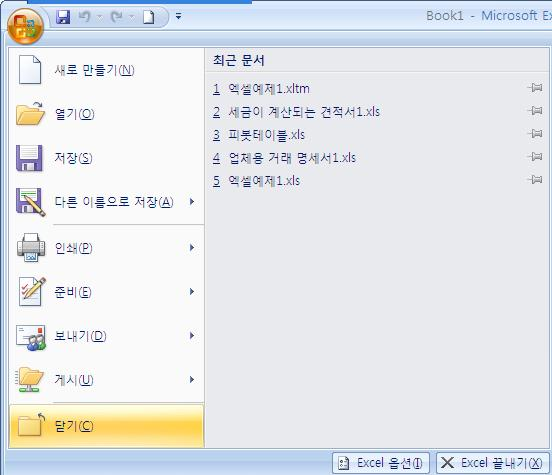 Book1 - Microsoft Ex
새로 만들기(N)
열기(O)
저장(S)
다른 이름으로 저장(A)
인쇄(P)
준비(E)
보내기(D)
게시(U)
닫기(C)
최근 문서
1 엑셀예제1.xltm
2 세금이 계산되는 견적서1.xls
3 피봇테이블.xls
4 업체용 거래 명세서1.xls
5 엑셀예제1.xls
Excel 옵션(I)
Excel 끝내기(X)